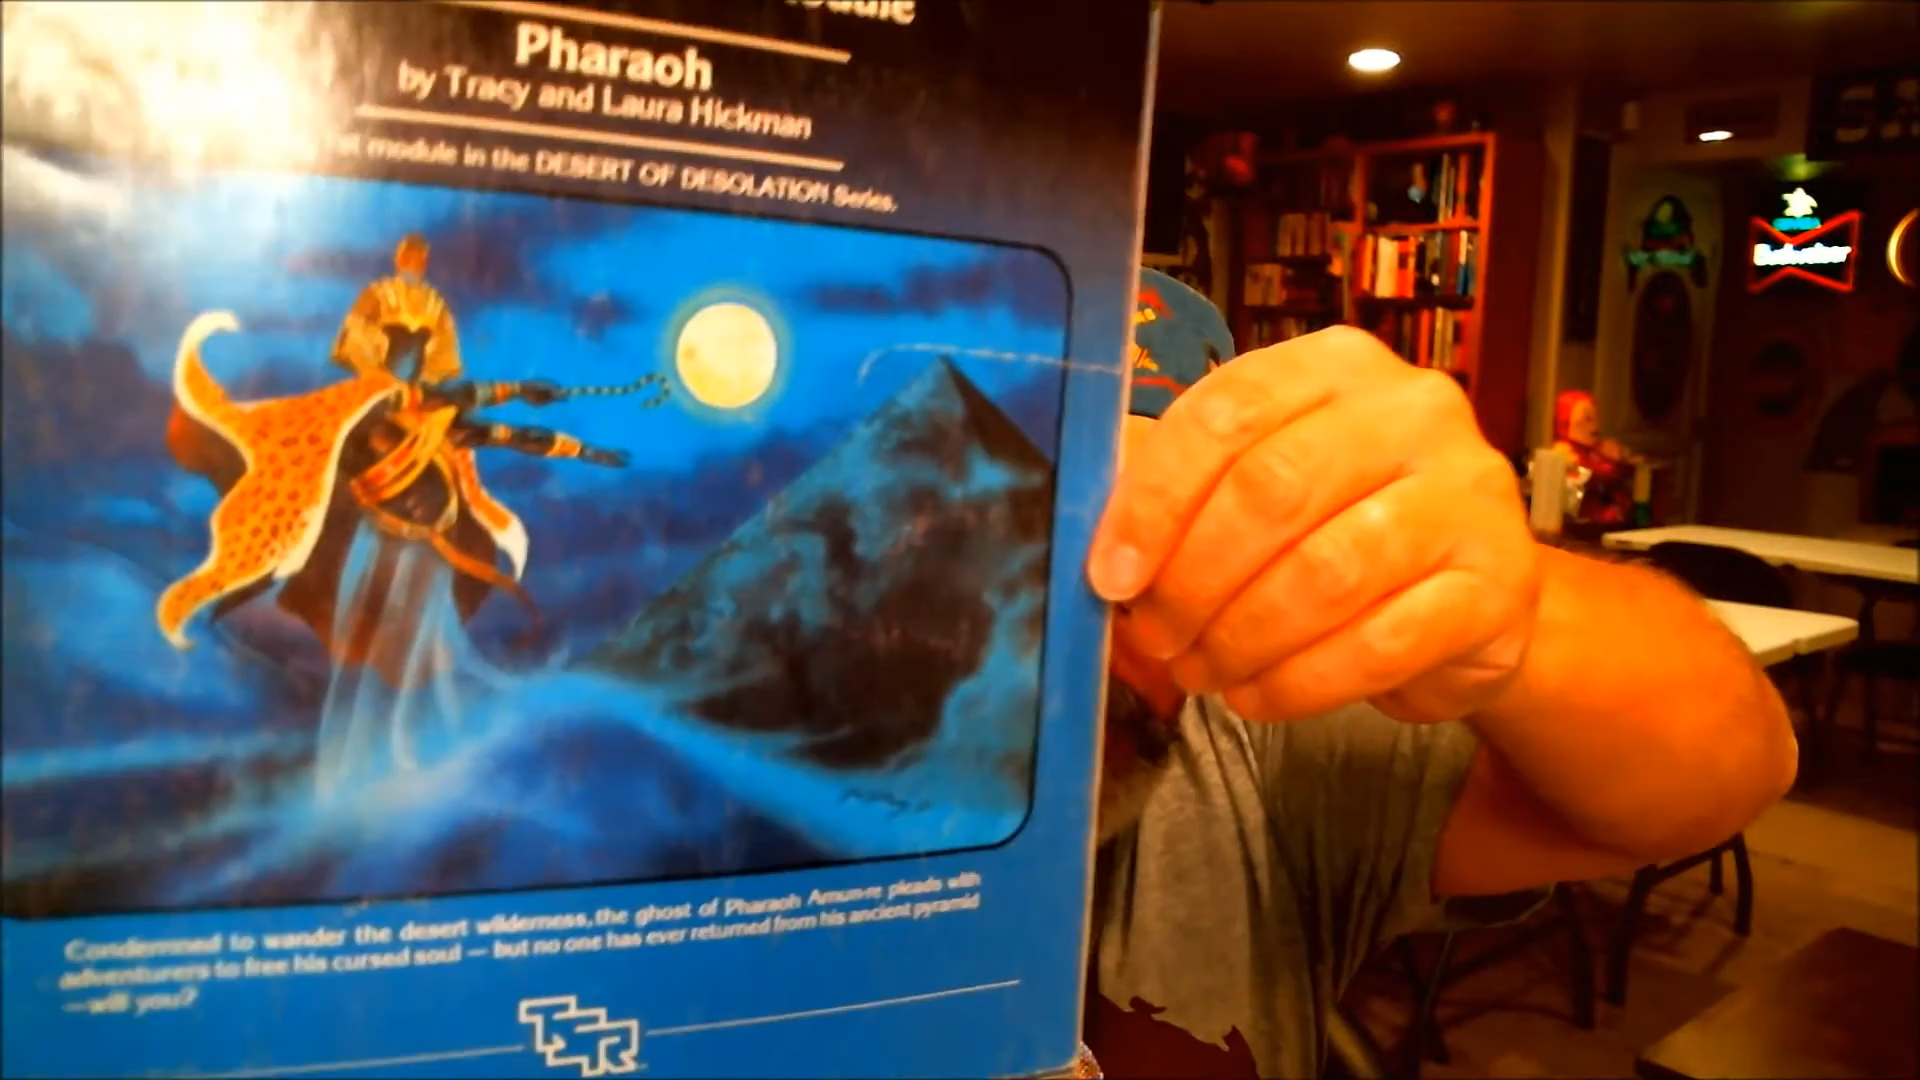 Pharaoh
by Tracy and Laura Hickman
module in the DESERT OF DESOLATION Series.
Condemned to wander the desert wilderness, the ghost of Pharaoh Amun-re pleads with
adventurers to free his cursed soul — but no one has ever returned from his ancient pyramid
—will you?
TSR
Budweiser